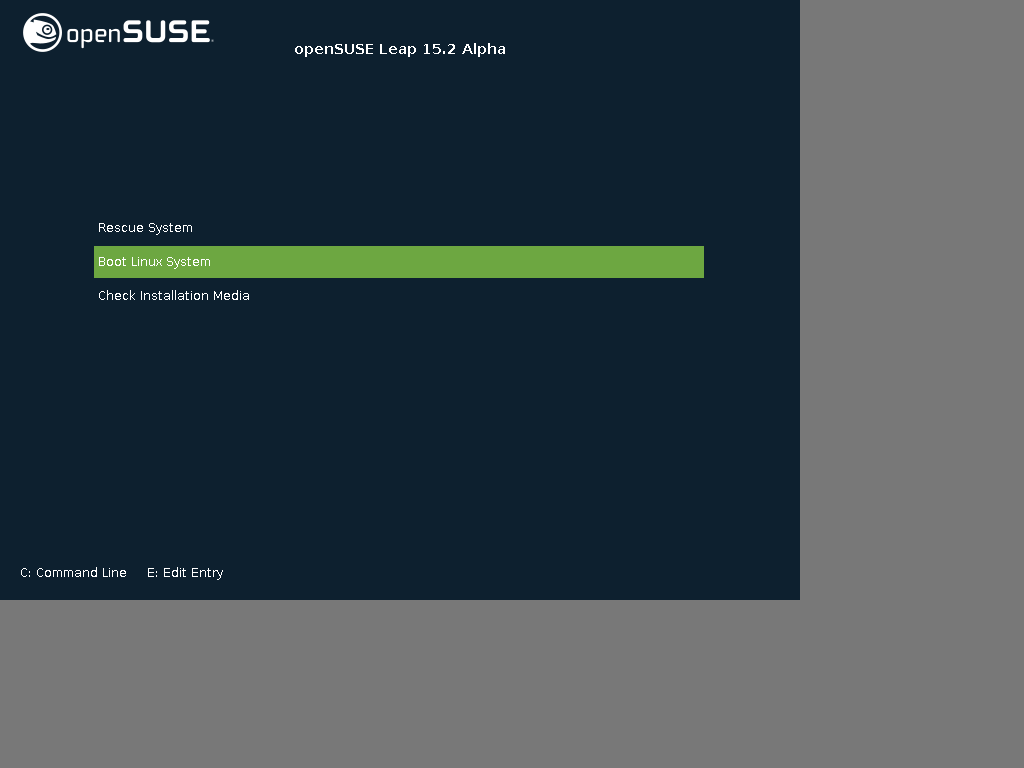 openSUSE
openSUSE Leap 15.2 Alpha
Rescue System
Boot Linux System
Check Installation Media
C: Command Line E: Edit Entry